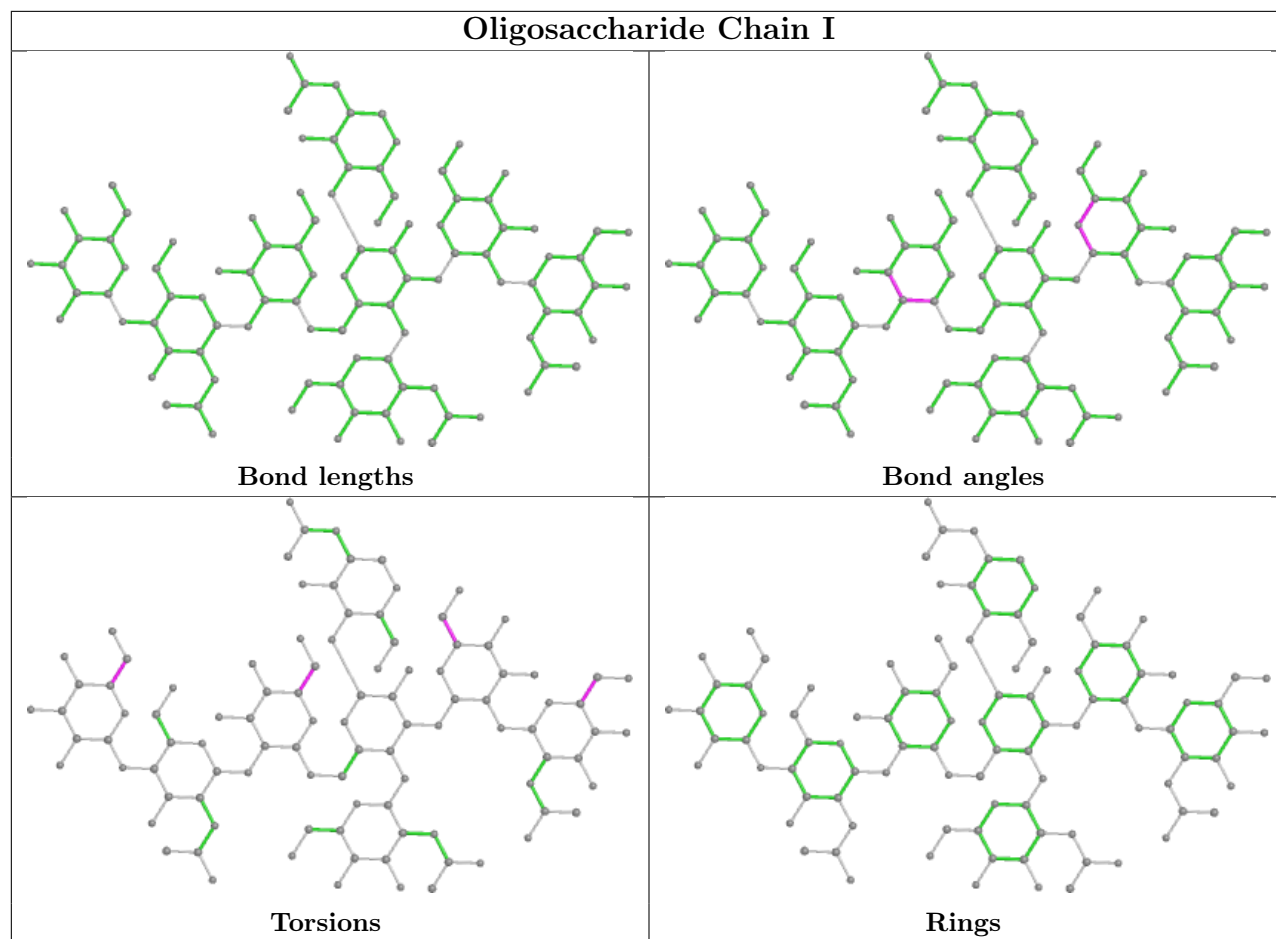 Oligosaccharide Chain I
Bond lengths
Bond angles
Torsions
Rings